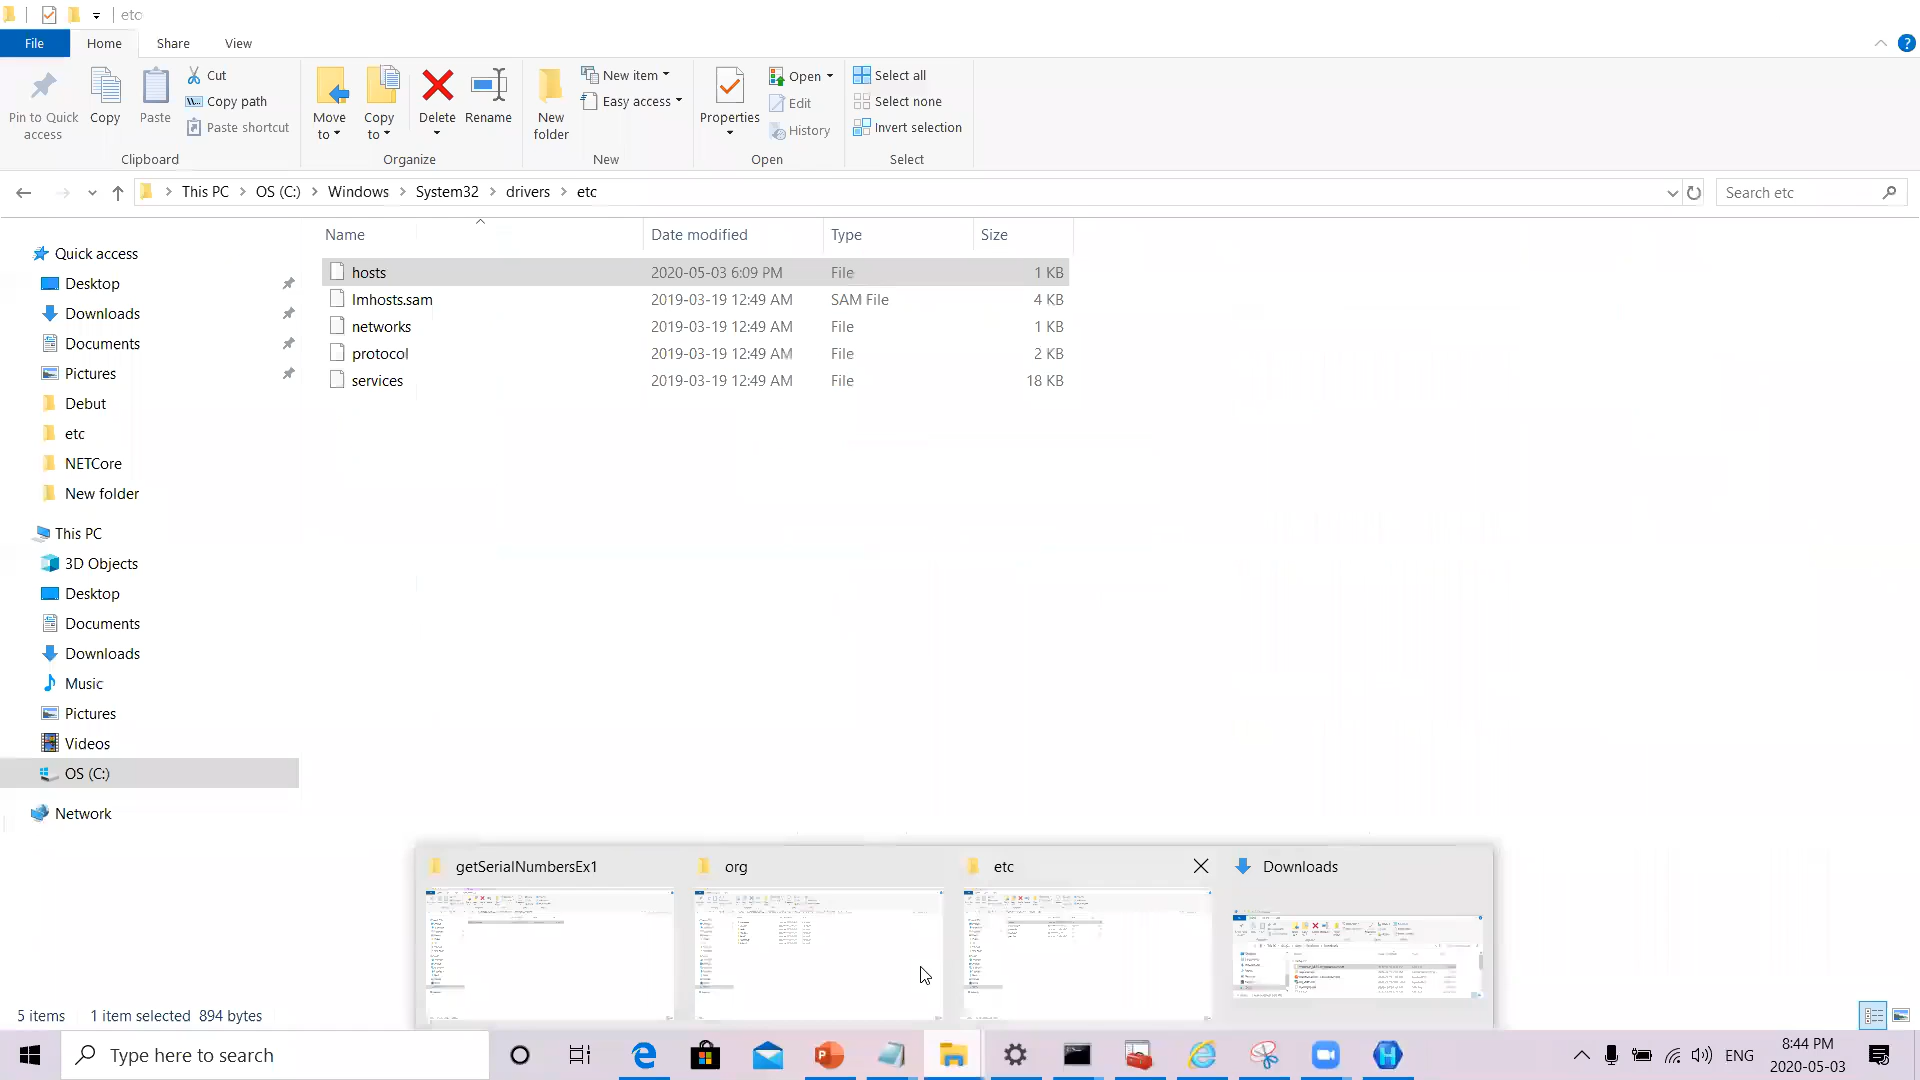 etc
File Home Share View
Pin to Quick access
Copy
Paste
Cut
Copy path
Paste shortcut
Clipboard
Move to
Copy to
Delete
Rename
Organize
New folder
New item
Easy access
New
Properties
Open
Edit
History
Open
Select all
Select none
Invert selection
Select
This PC > OS (C:) > Windows > System32 > drivers > etc
Search etc
Name Date modified Type Size
hosts 2020-05-03 6:09 PM File 1 KB
lmhosts.sam 2019-03-19 12:49 AM SAM File 4 KB
networks 2019-03-19 12:49 AM File 1 KB
protocol 2019-03-19 12:49 AM File 2 KB
services 2019-03-19 12:49 AM File 18 KB
Quick access
Desktop
Downloads
Documents
Pictures
Debut
etc
NETCore
New folder
This PC
3D Objects
Desktop
Documents
Downloads
Music
Pictures
Videos
OS (C:)
Network
getSerialNumbersEx1
org
etc
Downloads
5 items 1 item selected 894 bytes
Type here to search
ENG
8:44 PM
2020-05-03